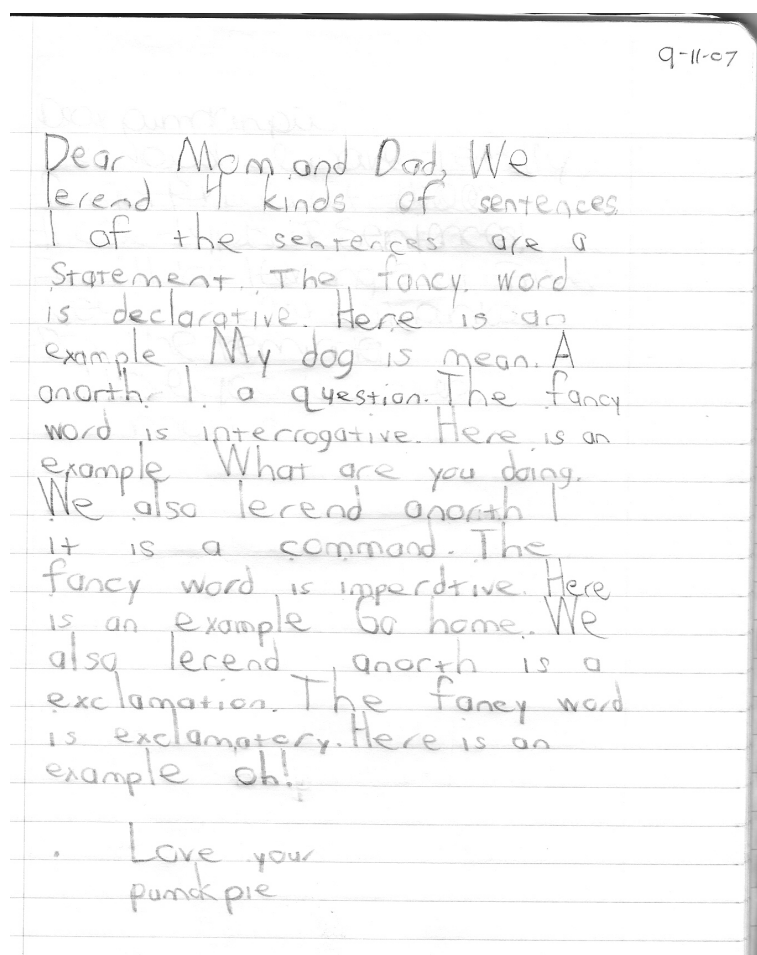 9-11-07
Dear Mom and Dad, We
lerend 4 kinds of sentences
1 of the sentences are a
Statement. The fancy word
is declarative. Here is an
example My dog is mean. A
anorth 1 a question. The fancy
word is interrogative. Here is an
example What are you doing.
We also lerend anorth 1
it is a command. The
fancy word is imperative. Here
is an example Go home. We
also lerend anorth is a
exclamation. The fancy word
is exclamatery. Here is an
example oh!
Love your
pumck pie